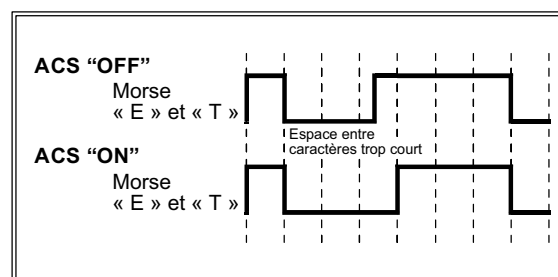 ACS “OFF”
Morse
« E » et « T »
Espace entre
caractères trop court
ACS “ON”
Morse
« E » et « T »